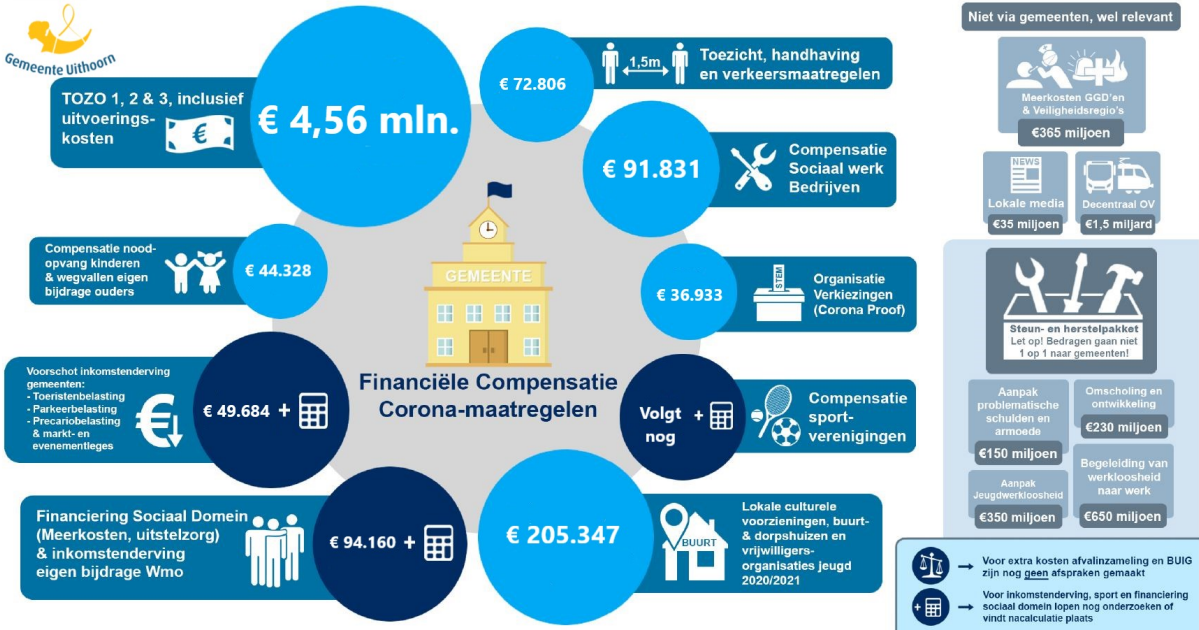 Gemeente Uithoorn
TOZO 1, 2 & 3, inclusief
uitvoerings-
kosten
€
€ 4,56 mln.
€ 72.806
1,5m
Toezicht, handhaving
en verkeersmaatregelen
€ 91.831
Compensatie
Sociaal werk
Bedrijven
Compensatie nood-
opvang kinderen
& wegvallen eigen
bijdrage ouders
€ 44.328
GEMEENTE
€ 36.933
STEM
Organisatie
Verkiezingen
(Corona Proof)
Financiële Compensatie
Corona-maatregelen
Voorschot inkomstenderving
gemeenten:
- Toeristenbelasting
- Parkeerbelasting
- Precariobelasting
& markt- en
evenementleges
€
€ 49.684 +
Volgt
nog
+
Compensatie
sport-
verenigingen
Financiering Sociaal Domein
(Meerkosten, uitstelzorg)
& inkomstenderving
eigen bijdrage Wmo
€ 94.160 +
€ 205.347
BUURT
Lokale culturele
voorzieningen, buurt-
& dorpshuizen en
vrijwilligers-
organisaties jeugd
2020/2021
Niet via gemeenten, wel relevant
Meerkosten GGD'en
& Veiligheidsregio's
€365 miljoen
NEWS
Lokale media
€35 miljoen
Decentraal OV
€1,5 miljard
Steun- en herstelpakket
Let op! Bedragen gaan niet
1 op 1 naar gemeenten!
Aanpak
problematische
schulden en
armoede
€150 miljoen
Omscholing en
ontwikkeling
€230 miljoen
Aanpak
Jeugdwerkloosheid
€350 miljoen
Begeleiding van
werkloosheid
naar werk
€650 miljoen
Voor extra kosten afvalinzameling en BUIG
zijn nog geen afspraken gemaakt
+
Voor inkomstenderving, sport en financiering
sociaal domein lopen nog onderzoeken of
vindt nacalculatie plaats